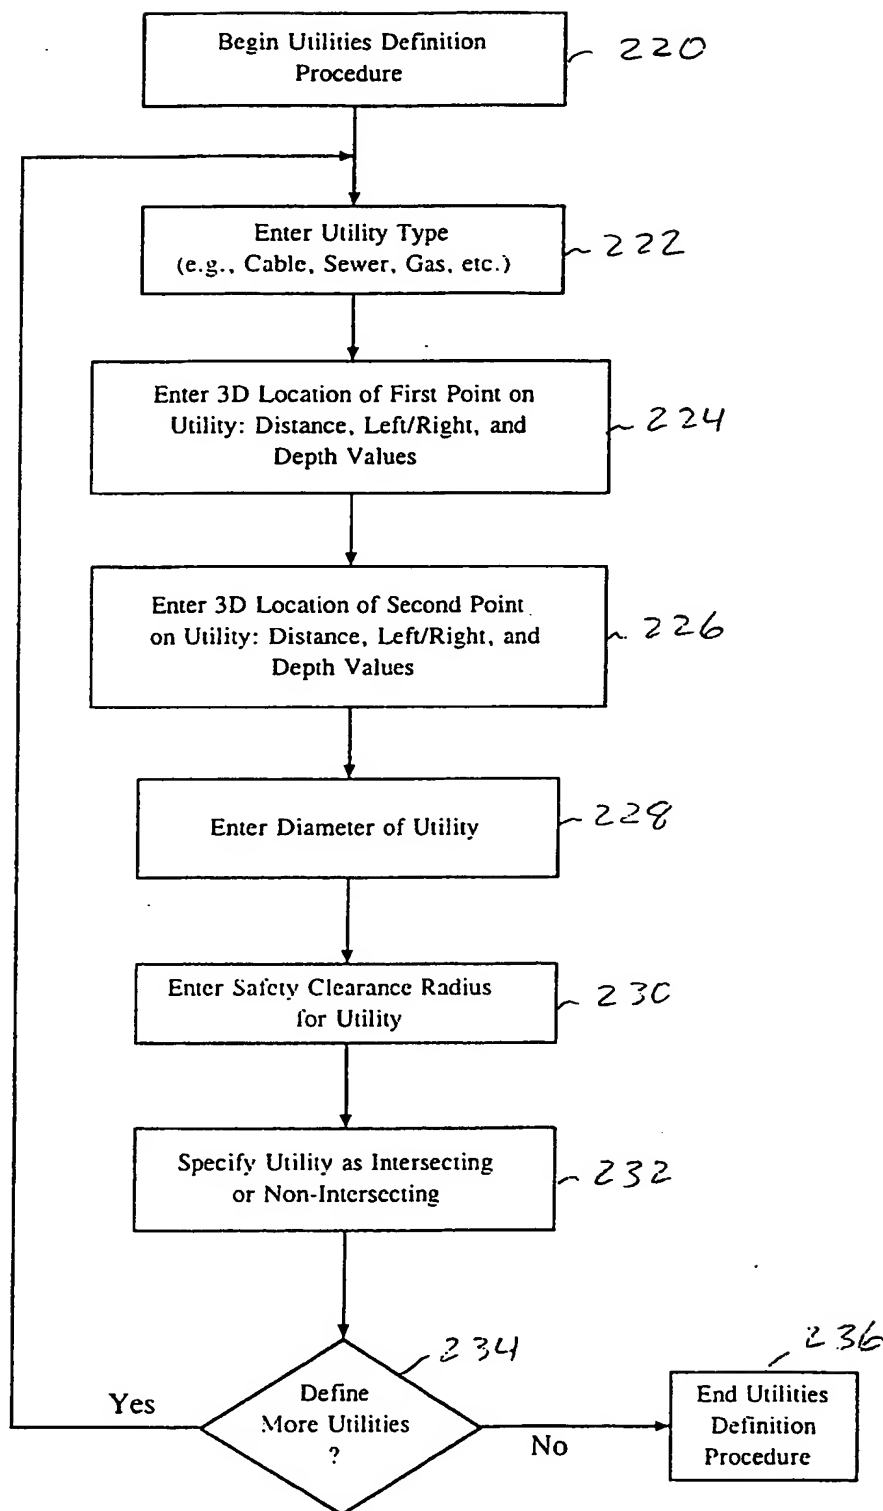 Begin Utilities Definition
Procedure
220
Enter Utility Type
(e.g., Cable, Sewer, Gas, etc.)
222
Enter 3D Location of First Point on
Utility: Distance, Left/Right, and
Depth Values
224
Enter 3D Location of Second Point
on Utility: Distance, Left/Right, and
Depth Values
226
Enter Diameter of Utility
228
Enter Safety Clearance Radius
for Utility
230
Specify Utility as Intersecting
or Non-Intersecting
232
234
Define
More Utilities
?
Yes
No
236
End Utilities
Definition
Procedure